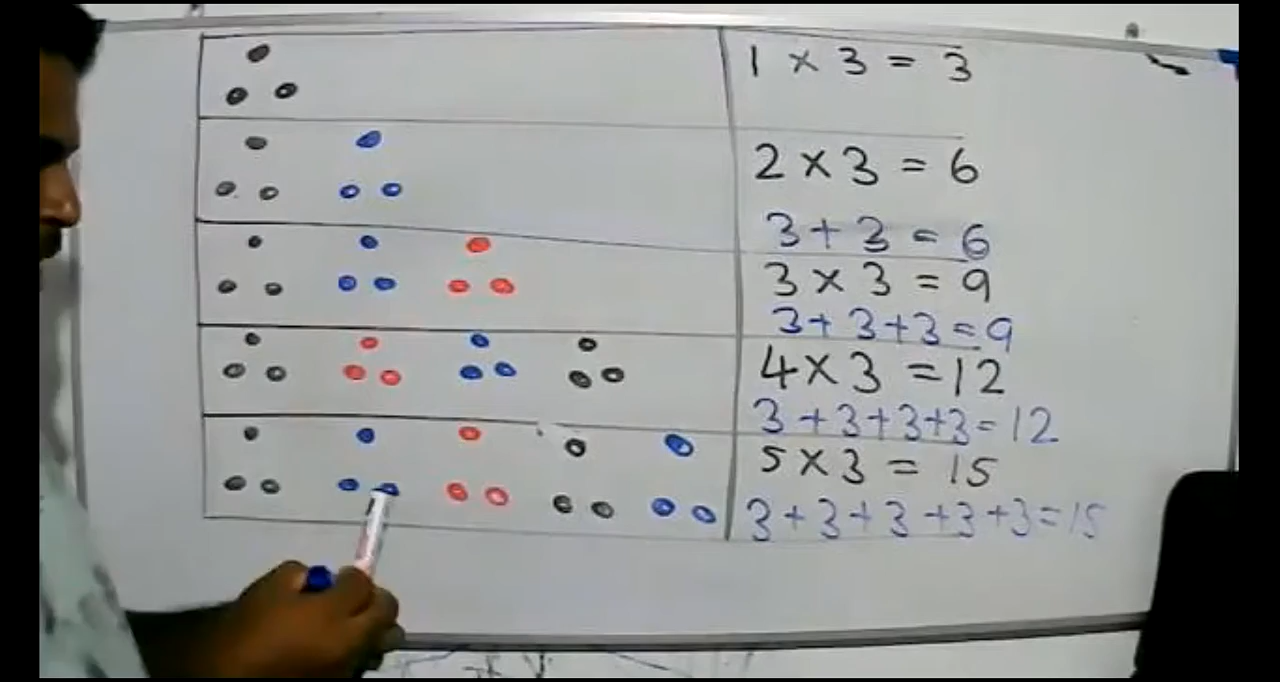 1 × 3 = 3
2 × 3 = 6
3 + 3 = 6
3 × 3 = 9
3 + 3 + 3 = 9
4 × 3 = 12
3 + 3 + 3 + 3 = 12
5 × 3 = 15
3 + 3 + 3 + 3 + 3 = 15